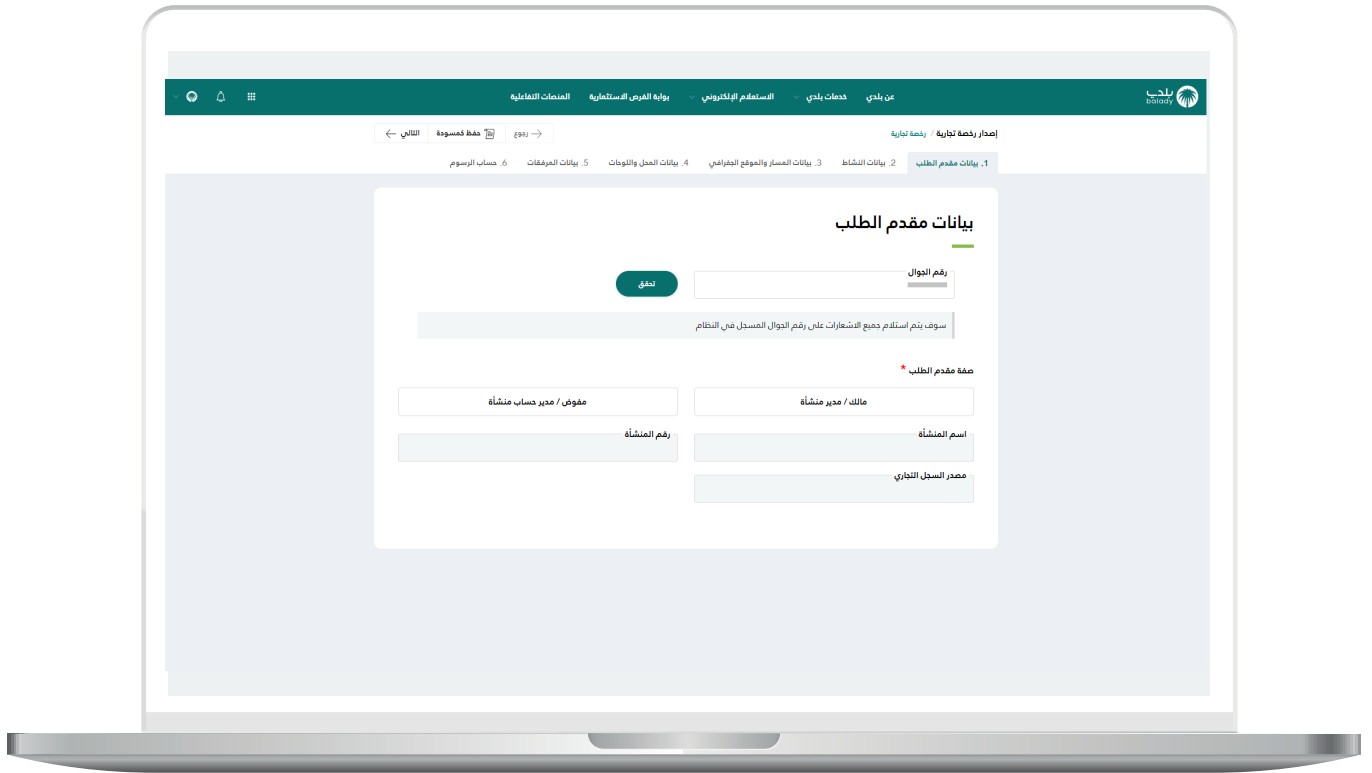 بلدي
balady
عن بلدي خدمات بلدي الاستعلام الإلكتروني بوابة الفرص الاستثمارية المنصات التفاعلية
إصدار رخصة تجارية / رخصة تجارية
رجوع حفظ كمسودة التالي
1. بيانات مقدم الطلب 2. بيانات النشاط 3. بيانات المسار والموقع الجغرافي 4. بيانات المحل واللوحات 5. بيانات المرفقات 6. حساب الرسوم
بيانات مقدم الطلب
رقم الجوال
تحقق
سوف يتم استلام جميع الاشعارات على رقم الجوال المسجل في النظام
صفة مقدم الطلب *
مالك / مدير منشأة مفوض / مدير حساب منشأة
اسم المنشأة رقم المنشأة
مصدر السجل التجاري